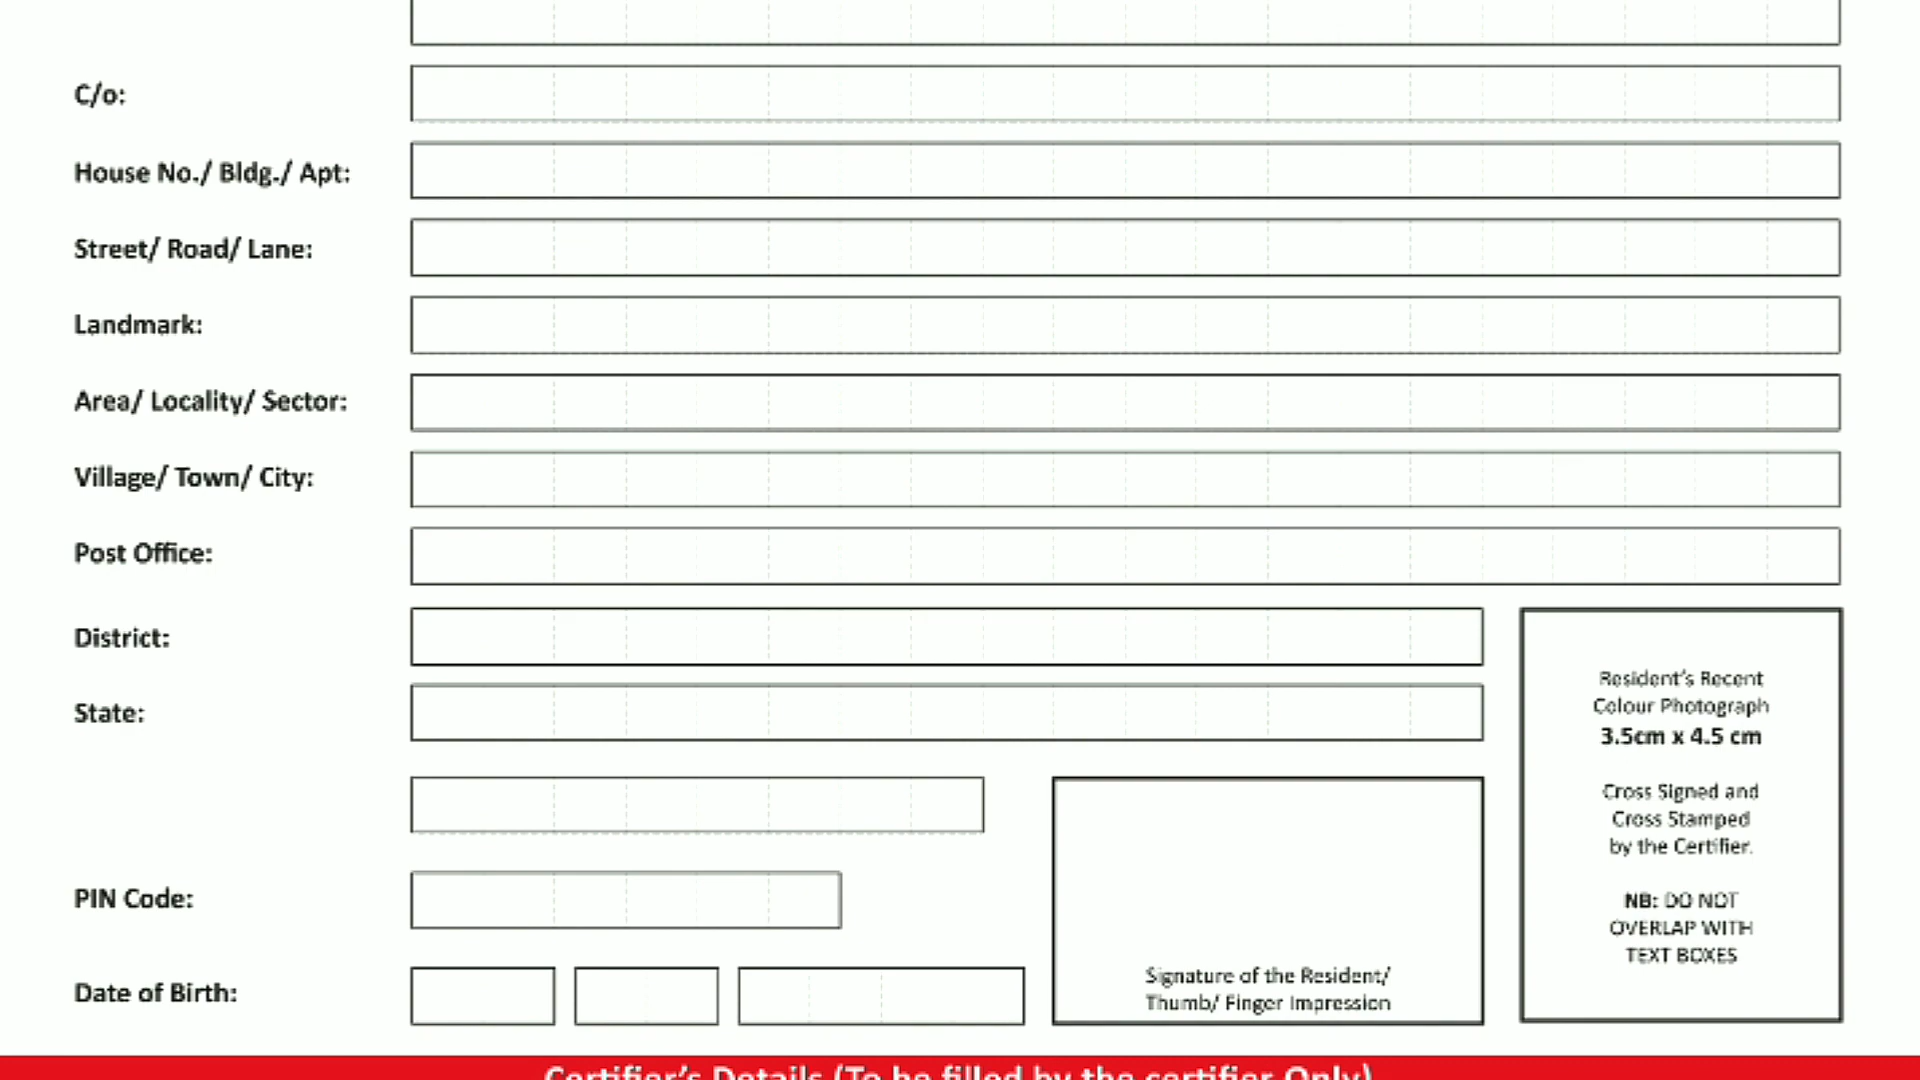 C/o:
House No./ Bldg./ Apt:
Street/ Road/ Lane:
Landmark:
Area/ Locality/ Sector:
Village/ Town/ City:
Post Office:
District:
State:
PIN Code:
Date of Birth:
Signature of the Resident/
Thumb/ Finger Impression
Resident's Recent
Colour Photograph
3.5cm x 4.5 cm
Cross Signed and
Cross Stamped
by the Certifier.
NB: DO NOT
OVERLAP WITH
TEXT BOXES
Certifier's Details (To be filled by the certifier Only)